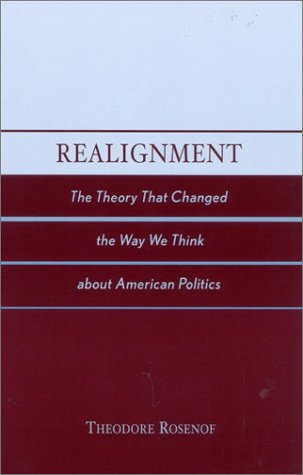 REALIGNMENT
The Theory That Changed
the Way We Think
about American Politics
THEODORE ROSENOF